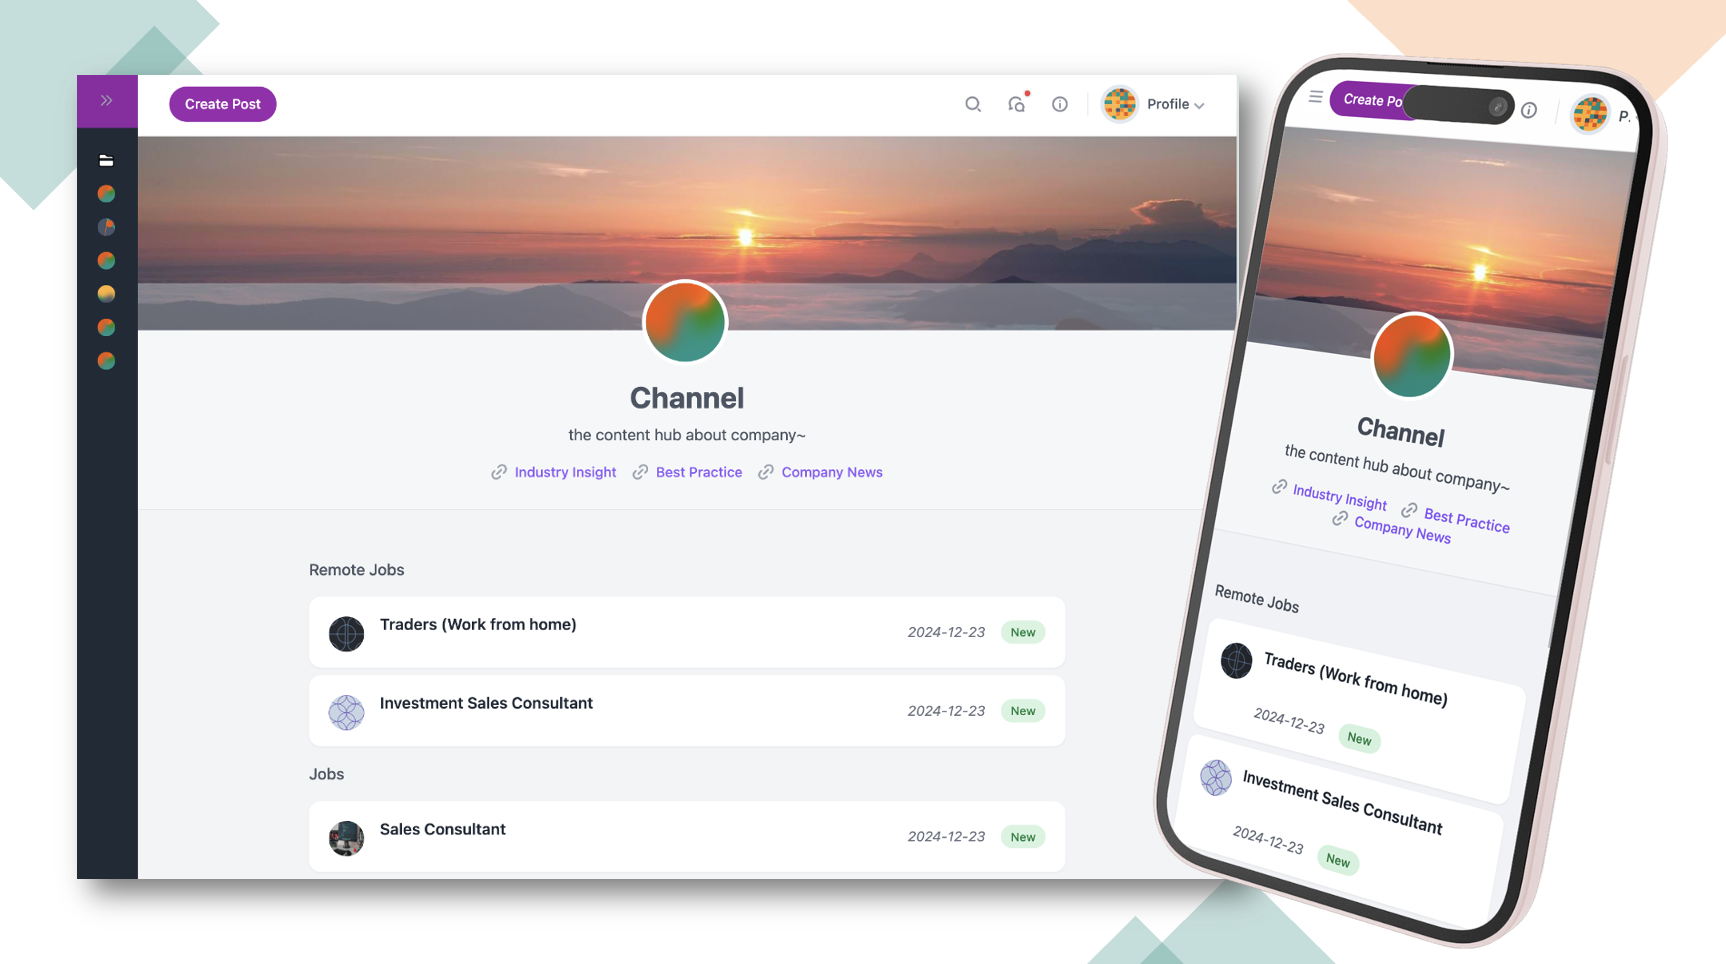 Create Post
Profile
Channel
the content hub about company~
Industry Insight Best Practice Company News
Remote Jobs
Traders (Work from home)
2024-12-23 New
Investment Sales Consultant
2024-12-23 New
Jobs
Sales Consultant
2024-12-23 New
Create Po
P.
Channel
the content hub about company~
Industry Insight Best Practice
Company News
Remote Jobs
Traders (Work from home)
2024-12-23 New
Investment Sales Consultant
2024-12-23 New